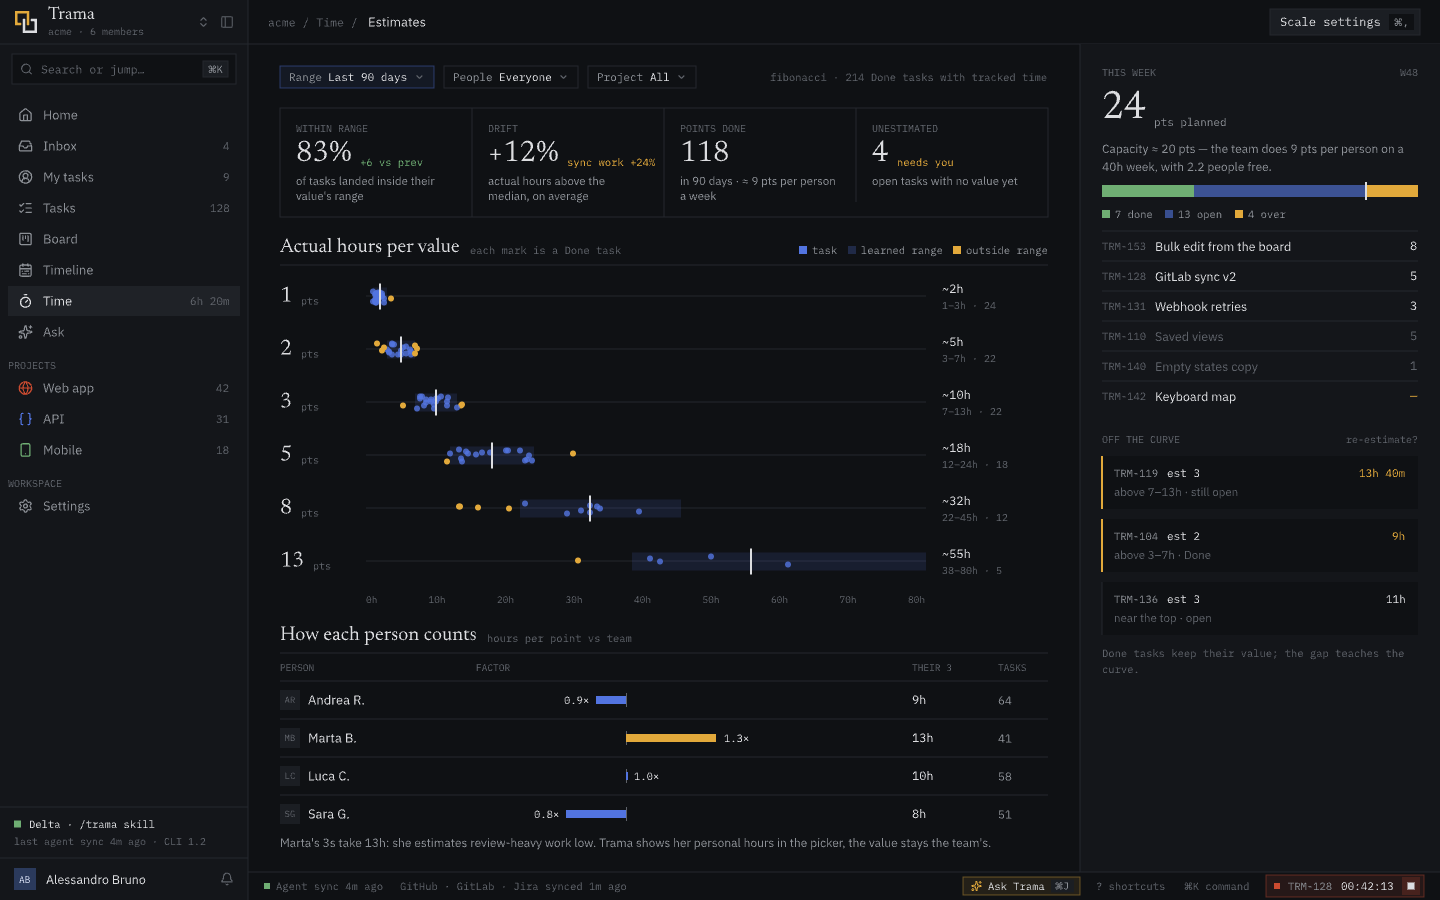 Trama
acme · 6 members
Search or jump… ⌘K
Home
Inbox 4
My tasks 9
Tasks 128
Board
Timeline
Time 6h 20m
Ask
PROJECTS
Web app 42
API 31
Mobile 18
WORKSPACE
Settings
Delta · /trama skill
last agent sync 4m ago · CLI 1.2
AB Alessandro Bruno
acme / Time / Estimates
Scale settings ⌘,
Range Last 90 days
People Everyone
Project All
fibonacci · 214 Done tasks with tracked time
WITHIN RANGE
83% +6 vs prev
of tasks landed inside their
value's range
DRIFT
+12% sync work +24%
actual hours above the
median, on average
POINTS DONE
118
in 90 days · ≈ 9 pts per person
a week
UNESTIMATED
4 needs you
open tasks with no value yet
Actual hours per value each mark is a Done task
task learned range outside range
1 pts ~2h
1–3h · 24
2 pts ~5h
3–7h · 22
3 pts ~10h
7–13h · 22
5 pts ~18h
12–24h · 18
8 pts ~32h
22–45h · 12
13 pts ~55h
38–80h · 5
0h 10h 20h 30h 40h 50h 60h 70h 80h
How each person counts hours per point vs team
PERSON FACTOR THEIR 3 TASKS
AR Andrea R. 0.9× 9h 64
MB Marta B. 1.3× 13h 41
LC Luca C. 1.0× 10h 58
SG Sara G. 0.8× 8h 51
Marta's 3s take 13h: she estimates review-heavy work low. Trama shows her personal hours in the picker, the value stays the team's.
THIS WEEK W48
24 pts planned
Capacity ≈ 20 pts — the team does 9 pts per person on a
40h week, with 2.2 people free.
7 done 13 open 4 over
TRM-153 Bulk edit from the board 8
TRM-128 GitLab sync v2 5
TRM-131 Webhook retries 3
TRM-110 Saved views 5
TRM-140 Empty states copy 1
TRM-142 Keyboard map –
OFF THE CURVE re-estimate?
TRM-119 est 3 13h 40m
above 7–13h · still open
TRM-104 est 2 9h
above 3–7h · Done
TRM-136 est 3 11h
near the top · open
Done tasks keep their value; the gap teaches the
curve.
Agent sync 4m ago GitHub · GitLab · Jira synced 1m ago
Ask Trama ⌘J
? shortcuts ⌘K command
TRM-128 00:42:13